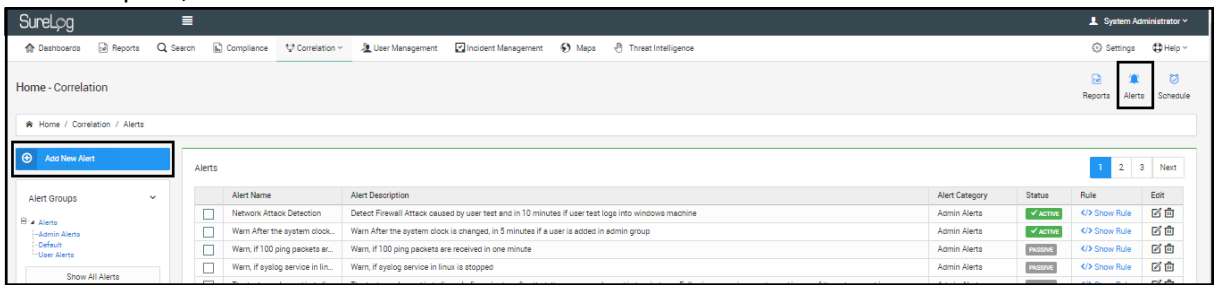 SureLog
System Administrator
Dashboards Reports Search Compliance Correlation User Management Incident Management Maps Threat Intelligence Settings Help
Home - Correlation
Reports Alerts Schedule
Home / Correlation / Alerts
Add New Alert
Alerts
1 2 3 Next
Alert Groups
Alerts
Admin Alerts
Default
User Alerts
Show All Alerts
Alert Name Alert Description Alert Category Status Rule Edit
Network Attack Detection Detect Firewall Attack caused by user test and in 10 minutes if user test logs into windows machine Admin Alerts ACTIVE </> Show Rule
Warn After the system clock... Warn After the system clock is changed, in 5 minutes if a user is added in admin group Admin Alerts ACTIVE </> Show Rule
Warn, if 100 ping packets ar... Warn, if 100 ping packets are received in one minute Admin Alerts PASSIVE </> Show Rule
Warn, if syslog service in lin... Warn, if syslog service in linux is stopped Admin Alerts PASSIVE </> Show Rule